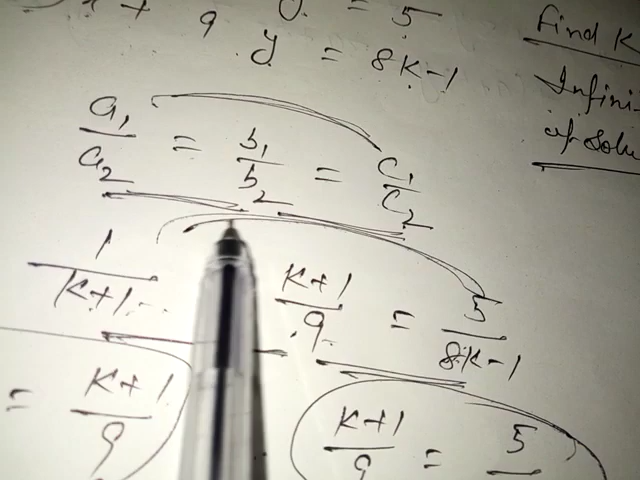 9 y = 5
y = 8K-1
Find K
Infini-
of Solu
a₁/a₂ = b₁/b₂ = c₁/c₂
1/K+1 K+1/9 = 5/8K-1
= K+1/9
K+1/9 = 5